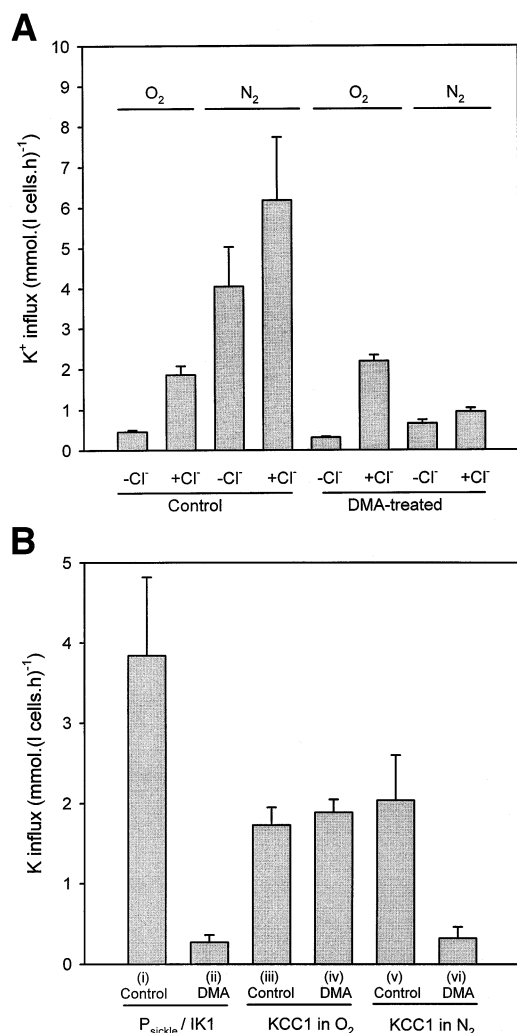 A
10
9
8
7
6
5
4
3
2
1
0
K⁺ influx (mmol.(l cells.h)⁻¹
O₂ N₂ O₂ N₂
-Cl⁻ +Cl⁻ -Cl⁻ +Cl⁻ -Cl⁻ +Cl⁻ -Cl⁻ +Cl⁻
Control DMA-treated
B
5
4
3
2
1
0
K influx (mmol.(l cells.h)⁻¹
(i) (ii) (iii) (iv) (v) (vi)
Control DMA Control DMA Control DMA
Psickle / IK1 KCC1 in O₂ KCC1 in N₂